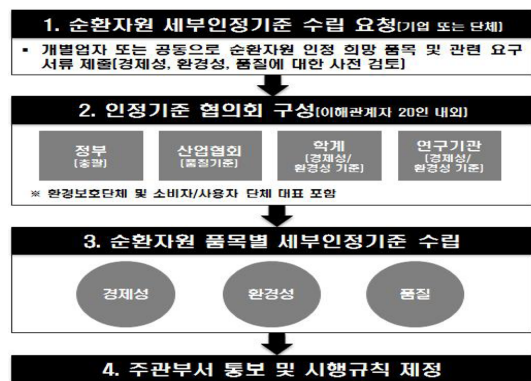 1. 순환자원 세부인정기준 수립 요청(기업 또는 단체)
▪ 개별업자 또는 공동으로 순환자원 인정 희망 품목 및 관련 요구
서류 제출(경제성, 환경성, 품질에 대한 사전 검토)
2. 인정기준 협의회 구성(이해관계자 20인 내외)
정부
(총괄)
산업협회
(품질기준)
학계
(경제성/
환경성 기준)
연구기관
(경제성/
환경성 기준)
※ 환경보호단체 및 소비자/사용자 단체 대표 포함
3. 순환자원 품목별 세부인정기준 수립
경제성
환경성
품질
4. 주관부서 통보 및 시행규칙 제정